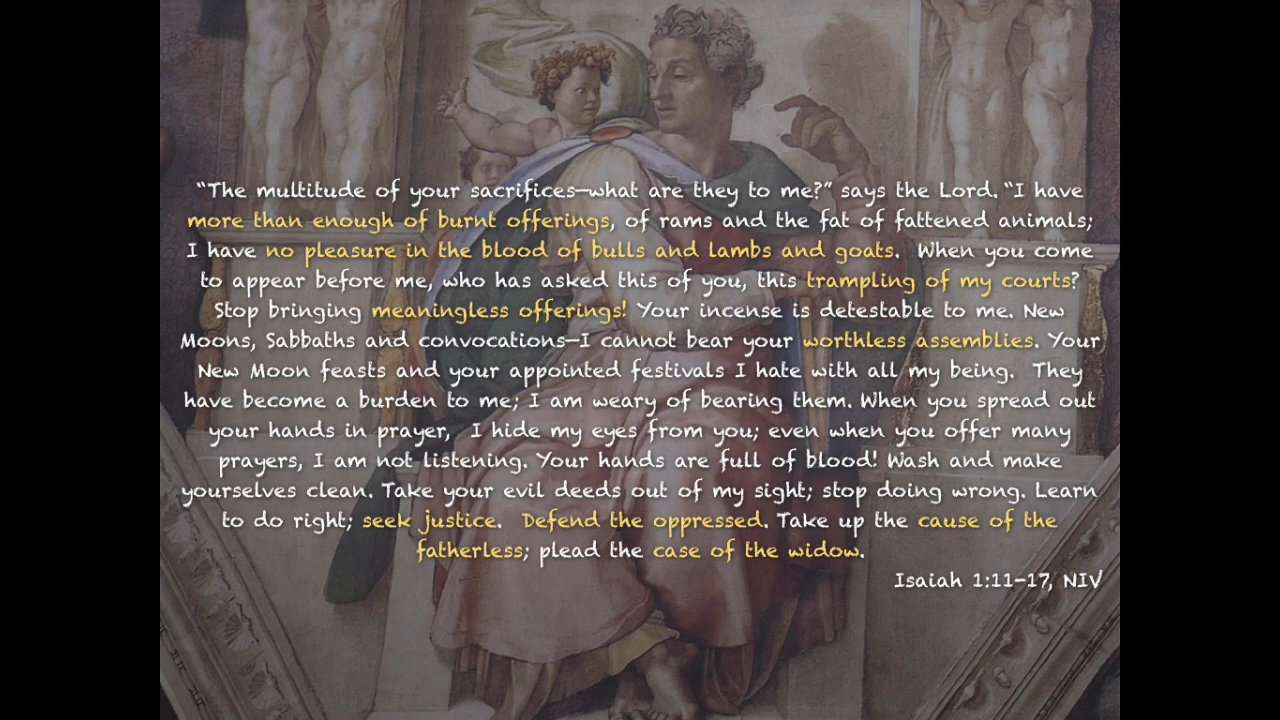 “The multitude of your sacrifices—what are they to me?” says the Lord. “I have
more than enough of burnt offerings, of rams and the fat of fattened animals;
I have no pleasure in the blood of bulls and lambs and goats.  When you come
to appear before me, who has asked this of you, this trampling of my courts?
Stop bringing meaningless offerings! Your incense is detestable to me. New
Moons, Sabbaths and convocations—I cannot bear your worthless assemblies. Your
New Moon feasts and your appointed festivals I hate with all my being.  They
have become a burden to me; I am weary of bearing them. When you spread out
your hands in prayer,  I hide my eyes from you; even when you offer many
prayers, I am not listening. Your hands are full of blood! Wash and make
yourselves clean. Take your evil deeds out of my sight; stop doing wrong. Learn
to do right; seek justice.  Defend the oppressed. Take up the cause of the
fatherless; plead the case of the widow.
Isaiah 1:11-17, NIV